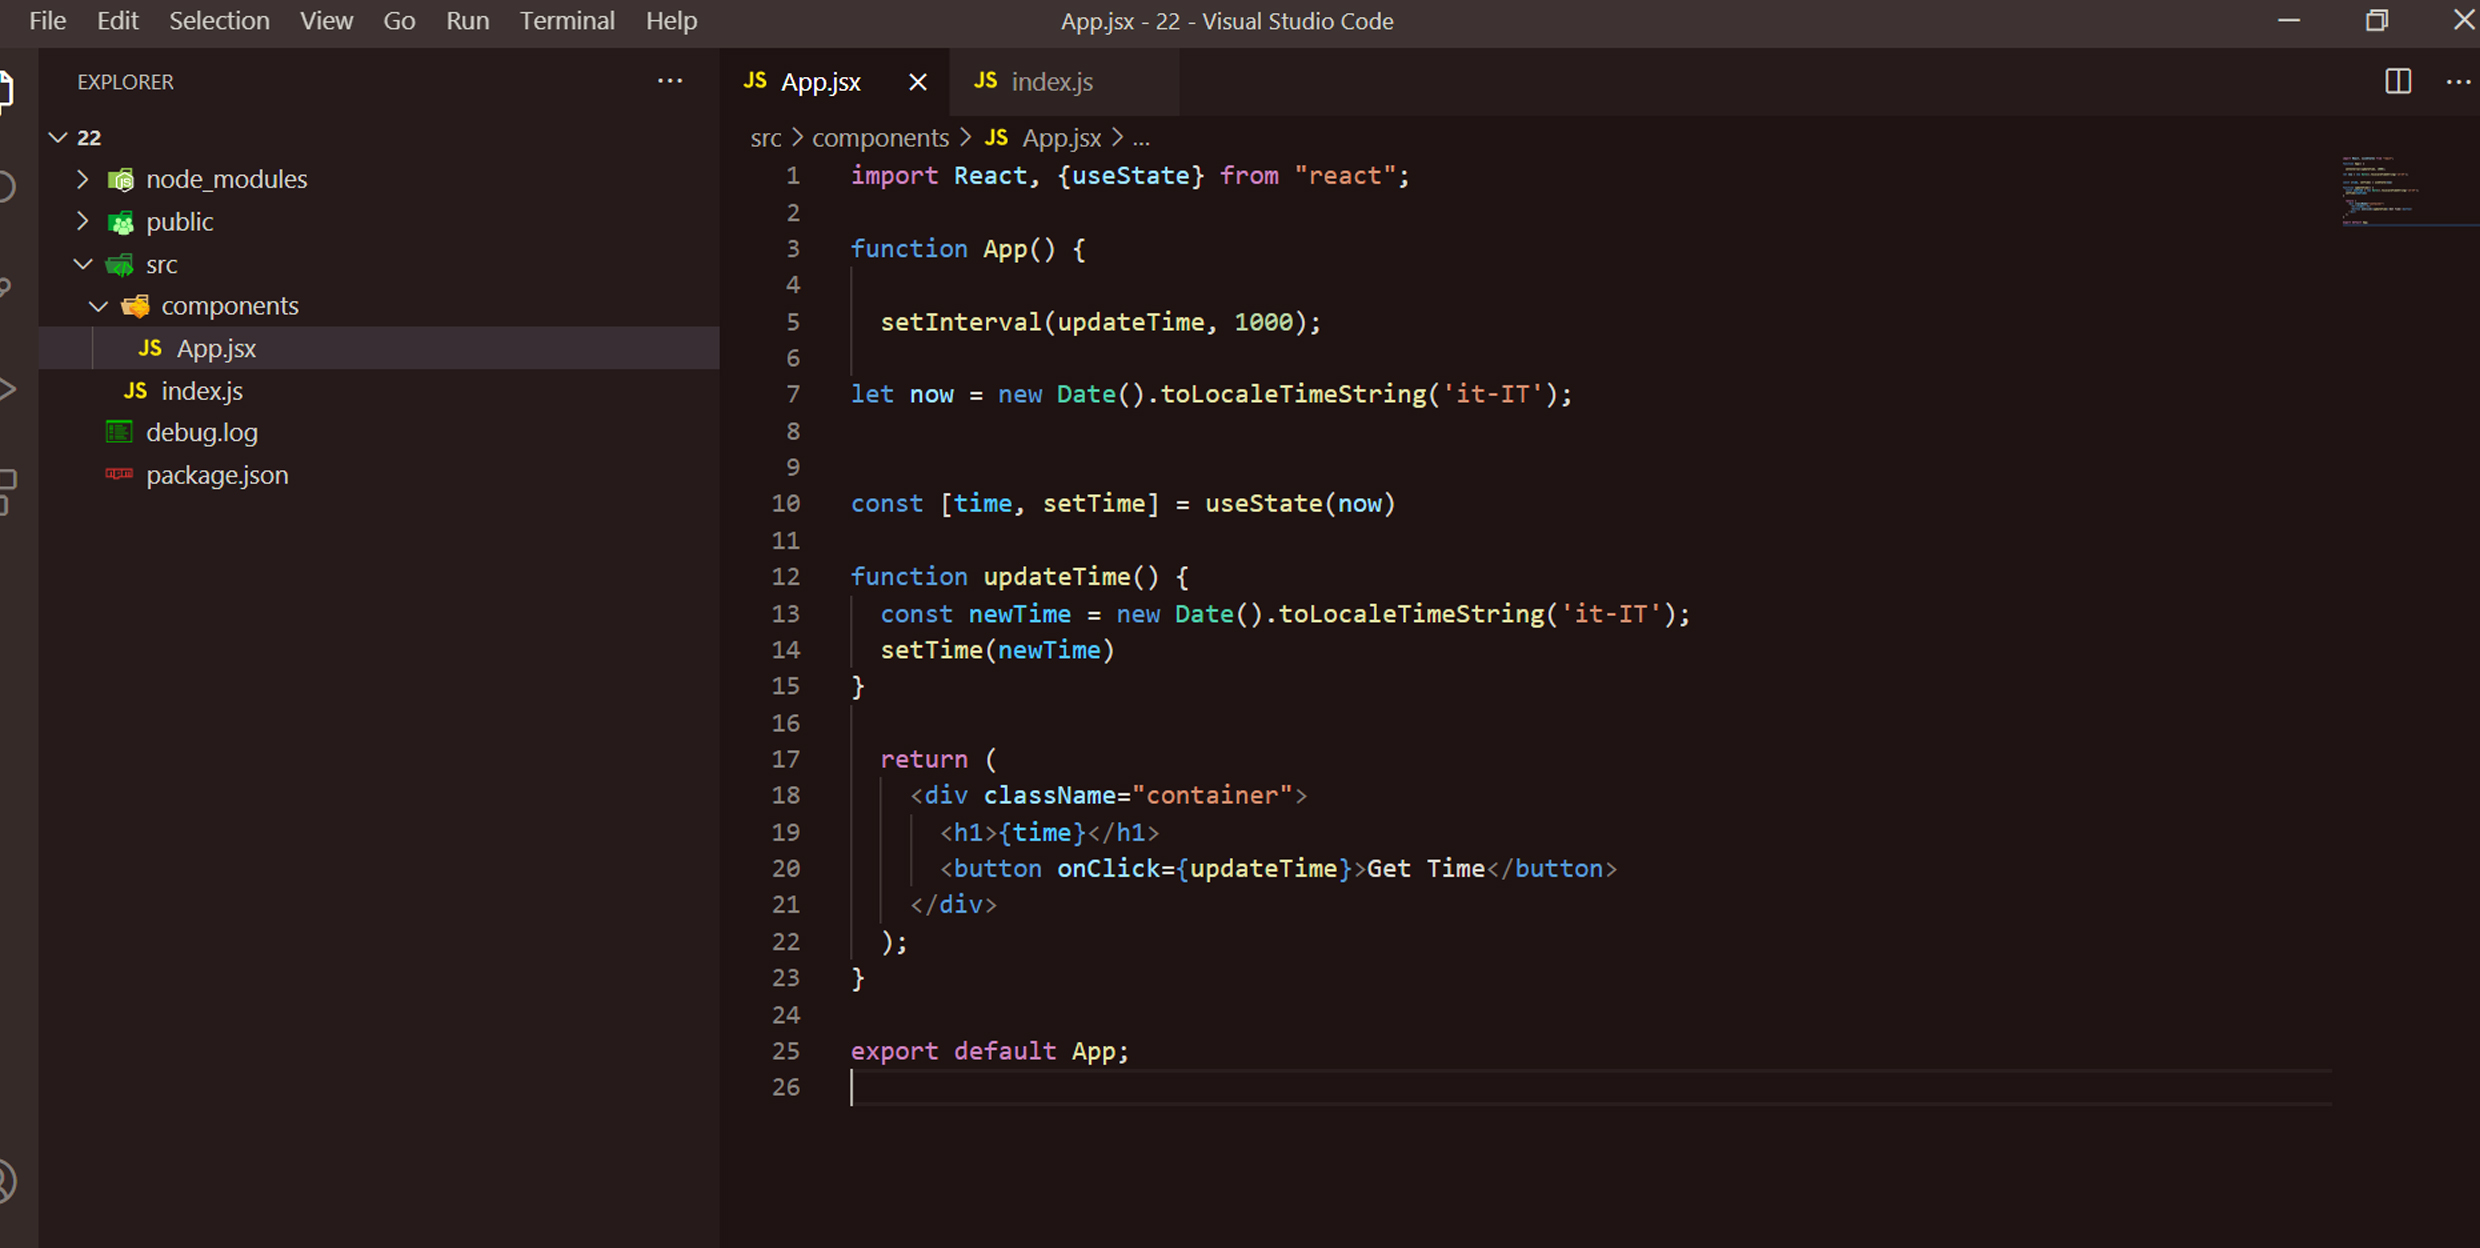 File Edit Selection View Go Run Terminal Help
App.jsx - 22 - Visual Studio Code
EXPLORER
22
node_modules
public
src
components
JS App.jsx
JS index.js
debug.log
package.json
JS App.jsx
JS index.js
src > components > JS App.jsx > ...
1 import React, {useState} from "react";
2
3 function App() {
4
5 setInterval(updateTime, 1000);
6
7 let now = new Date().toLocaleTimeString('it-IT');
8
9
10 const [time, setTime] = useState(now)
11
12 function updateTime() {
13 const newTime = new Date().toLocaleTimeString('it-IT');
14 setTime(newTime)
15 }
16
17 return (
18 <div className="container">
19 <h1>{time}</h1>
20 <button onClick={updateTime}>Get Time</button>
21 </div>
22 );
23 }
24
25 export default App;
26